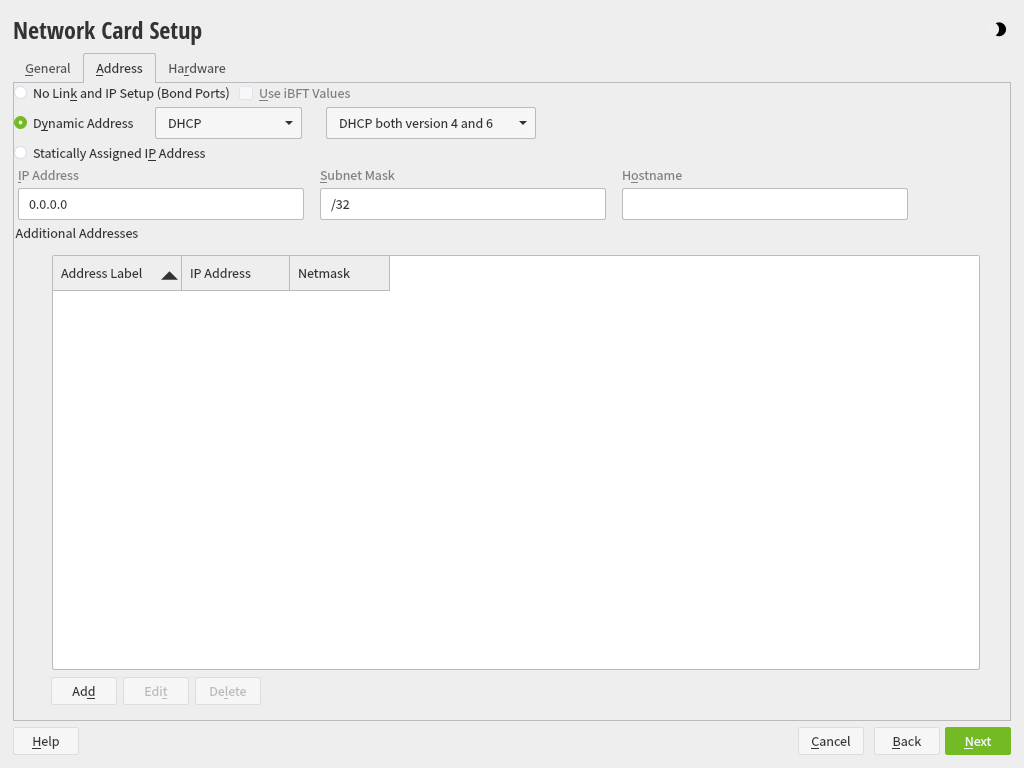 Network Card Setup
General Address Hardware
No Link and IP Setup (Bond Ports) Use iBFT Values
Dynamic Address DHCP DHCP both version 4 and 6
Statically Assigned IP Address
IP Address Subnet Mask Hostname
0.0.0.0 /32
Additional Addresses
Address Label IP Address Netmask
Add Edit Delete
Help Cancel Back Next